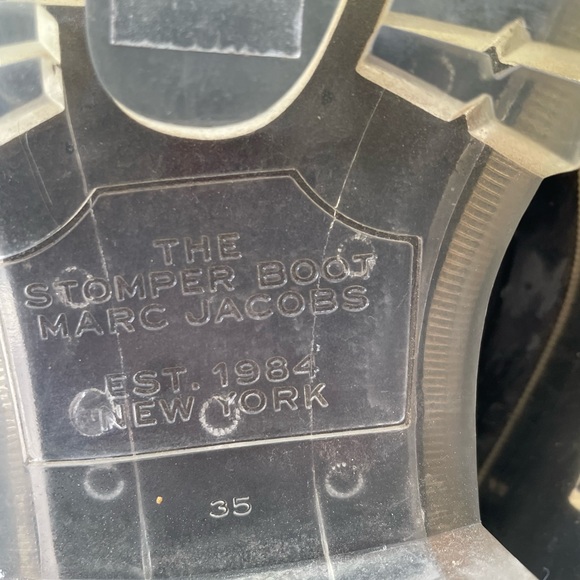 THE
STOMPER BOOT
MARC JACOBS
EST. 1984
NEW YORK
35